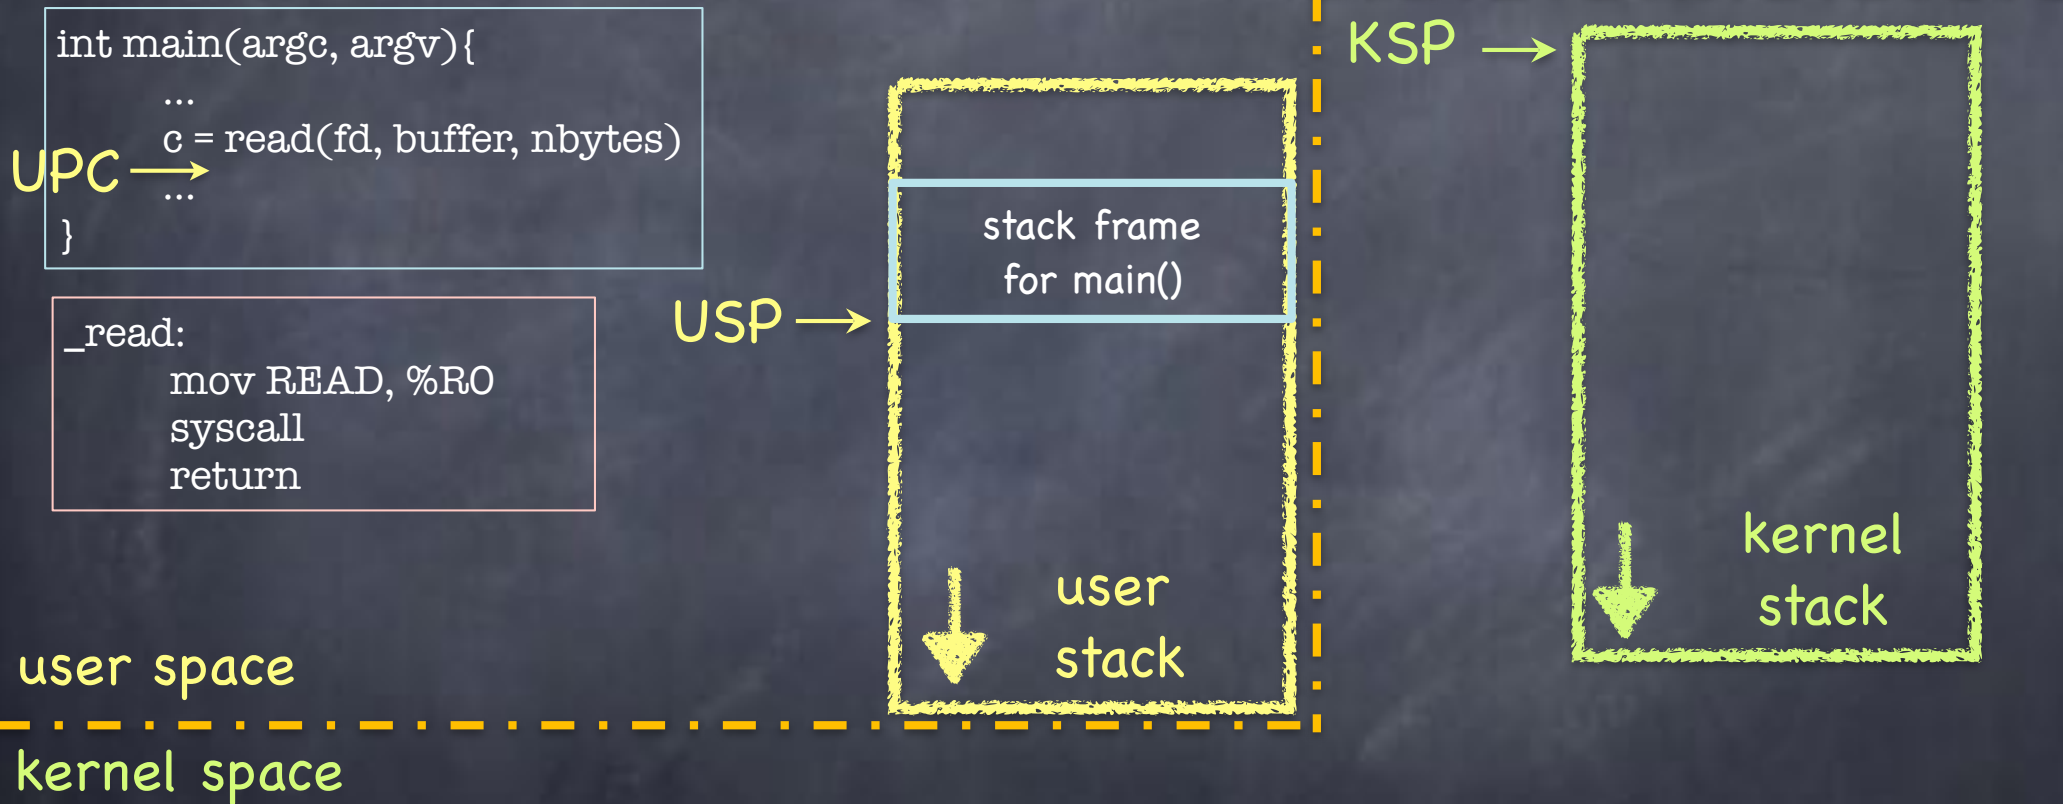 int main(argc, argv){
...
c = read(fd, buffer, nbytes)
UPC
...
}
_read:
mov READ, %R0
syscall
return
user space
kernel space
USP
stack frame
for main()
user
stack
KSP
kernel
stack